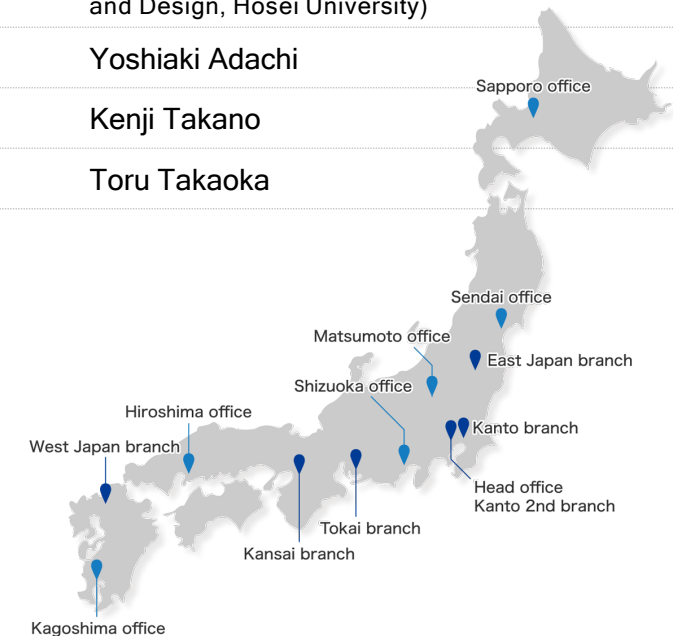 and Design, Hosei University)
Yoshiaki Adachi
Kenji Takano
Toru Takaoka
Sapporo office
Sendai office
Matsumoto office
East Japan branch
Shizuoka office
Hiroshima office
Kanto branch
West Japan branch
Head office
Kanto 2nd branch
Tokai branch
Kansai branch
Kagoshima office